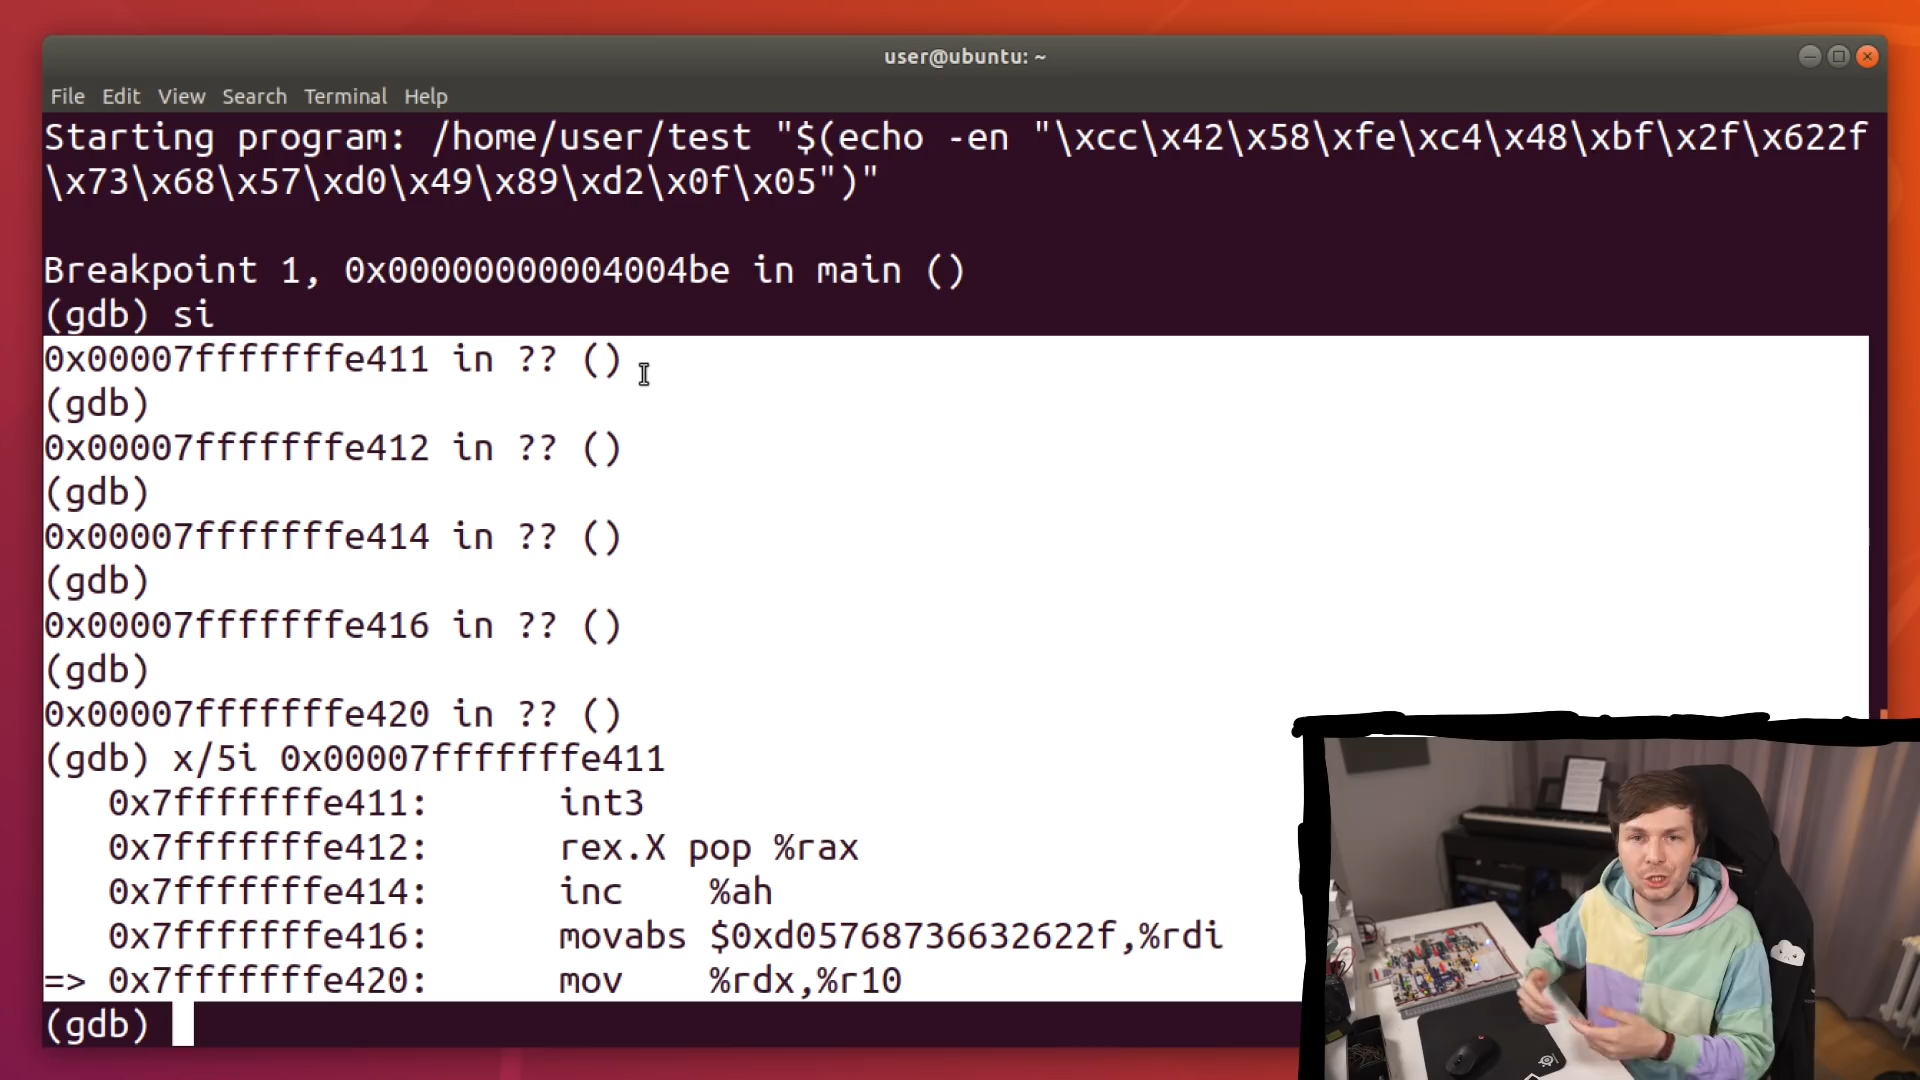 user@ubuntu: ~
File Edit View Search Terminal Help
Starting program: /home/user/test "$(echo -en "\xcc\x42\x58\xfe\xc4\x48\xbf\x2f\x622f
\x73\x68\x57\xd0\x49\x89\xd2\x0f\x05")"
Breakpoint 1, 0x00000000004004be in main ()
(gdb) si
0x00007fffffffe411 in ?? ()
(gdb)
0x00007fffffffe412 in ?? ()
(gdb)
0x00007fffffffe414 in ?? ()
(gdb)
0x00007fffffffe416 in ?? ()
(gdb)
0x00007fffffffe420 in ?? ()
(gdb) x/5i 0x00007fffffffe411
0x7fffffffe411: int3
0x7fffffffe412: rex.X pop %rax
0x7fffffffe414: inc %ah
0x7fffffffe416: movabs $0xd05768736632622f,%rdi
=> 0x7fffffffe420: mov %rdx,%r10
(gdb)